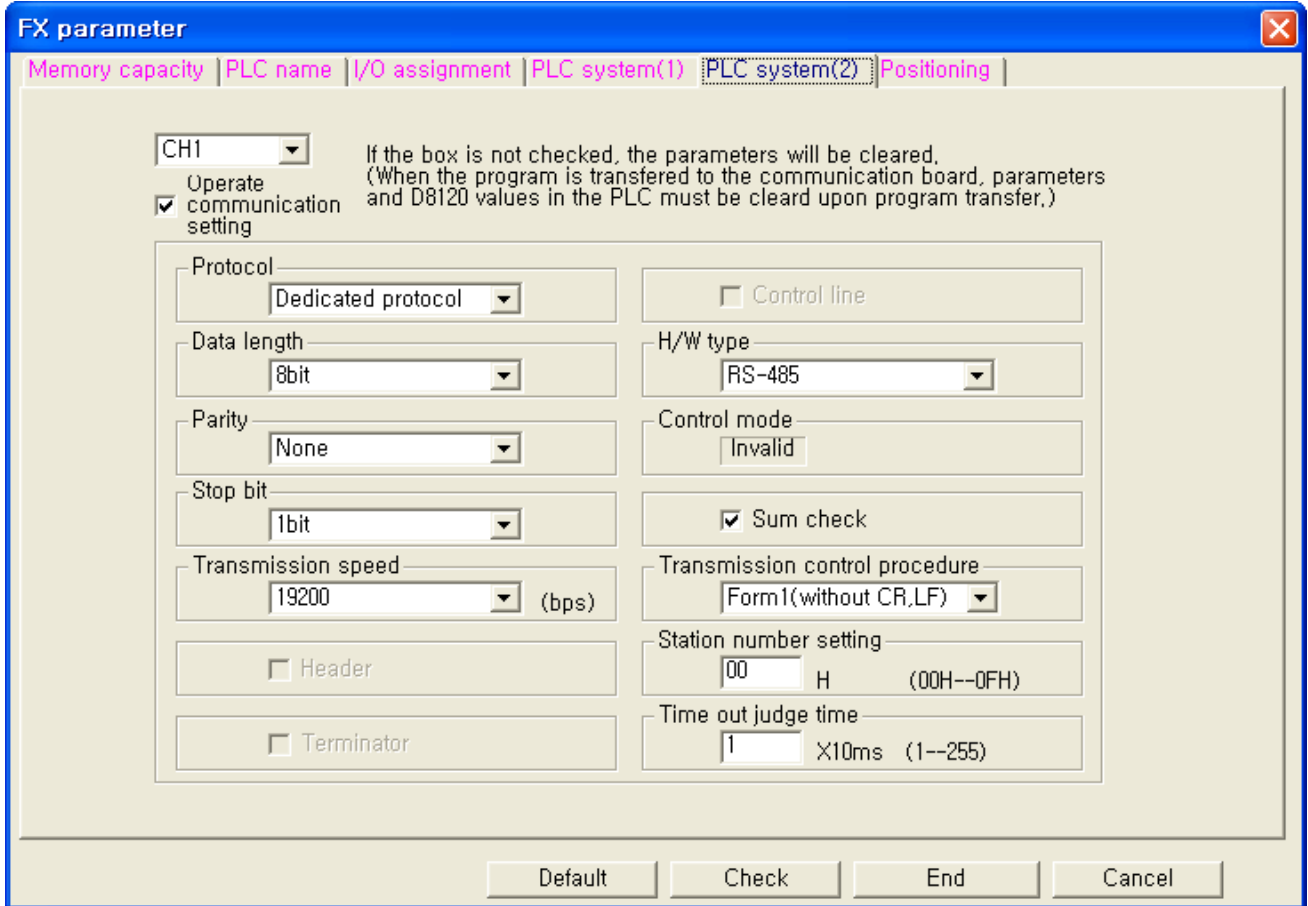 FX parameter
Memory capacity PLC name I/O assignment PLC system(1) PLC system(2) Positioning
CH1
If the box is not checked, the parameters will be cleared,
(When the program is transfered to the communication board, parameters
and D8120 values in the PLC must be cleard upon program transfer,)
Operate
communication
setting
Protocol
Dedicated protocol
Control line
Data length
8bit
H/W type
RS-485
Parity
None
Control mode
Invalid
Stop bit
1bit
Sum check
Transmission speed
19200 (bps)
Transmission control procedure
Form1(without CR,LF)
Header
Station number setting
00 H (00H--0FH)
Terminator
Time out judge time
1 X10ms (1--255)
Default Check End Cancel